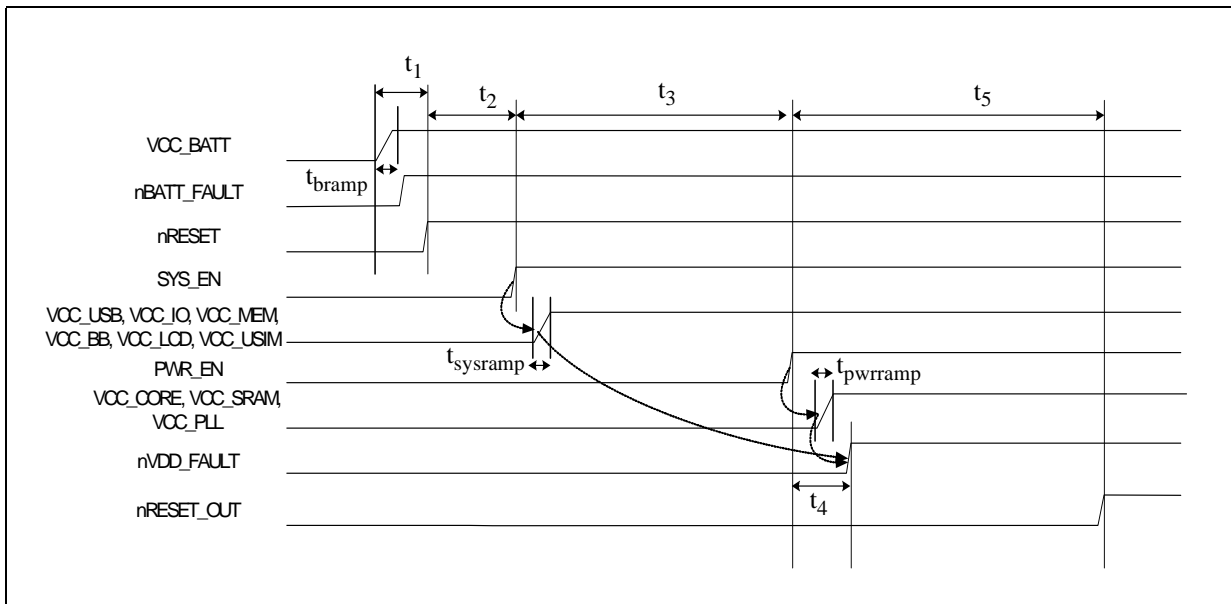 t1
t2
t3
t5
VCC_BATT
tbramp
nBATT_FAULT
nRESET
SYS_EN
VCC_USB, VCC_IO, VCC_MEM,
VCC_BB, VCC_LCD, VCC_USIM
tsysramp
PWR_EN
tpwrramp
VCC_CORE, VCC_SRAM,
VCC_PLL
nVDD_FAULT
t4
nRESET_OUT